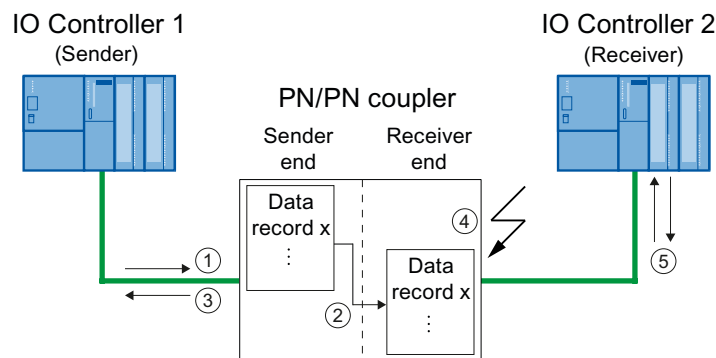 IO Controller 1
(Sender)
IO Controller 2
(Receiver)
PN/PN coupler
Sender
end
Receiver
end
Data
record x
⋮
Data
record x
⋮
①
③
②
④
⑤